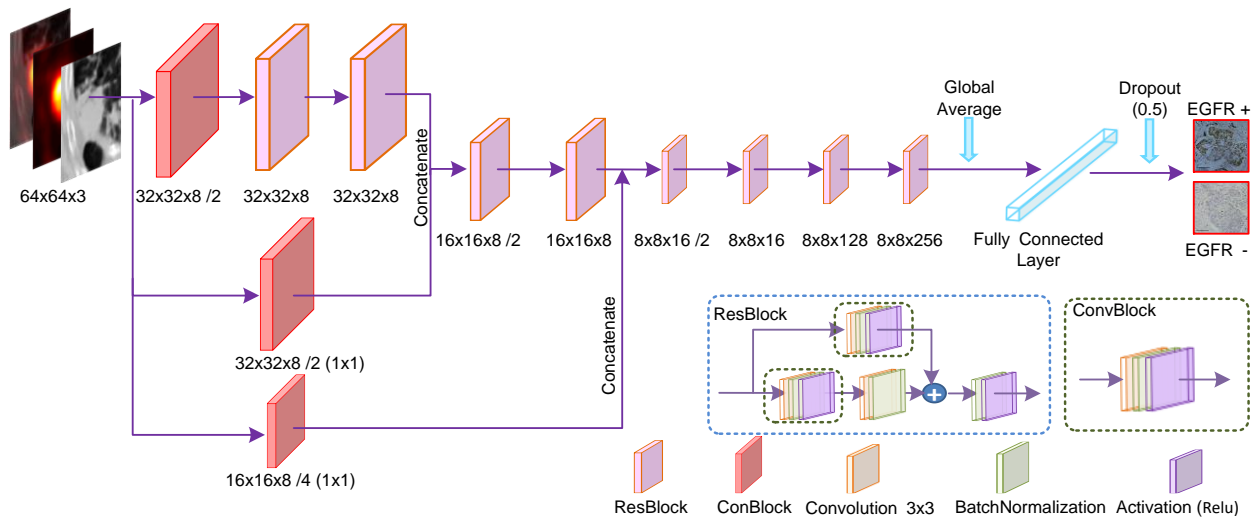 64x64x3
32x32x8 /2
32x32x8
32x32x8
Concatenate
16x16x8 /2
16x16x8
8x8x16 /2
8x8x16
8x8x128
8x8x256
Global
Average
Fully Connected
Layer
Dropout
(0.5)
EGFR +
EGFR -
32x32x8 /2 (1x1)
16x16x8 /4 (1x1)
Concatenate
ResBlock
ConvBlock
ResBlock
ConBlock
Convolution 3x3
BatchNormalization
Activation (Relu)